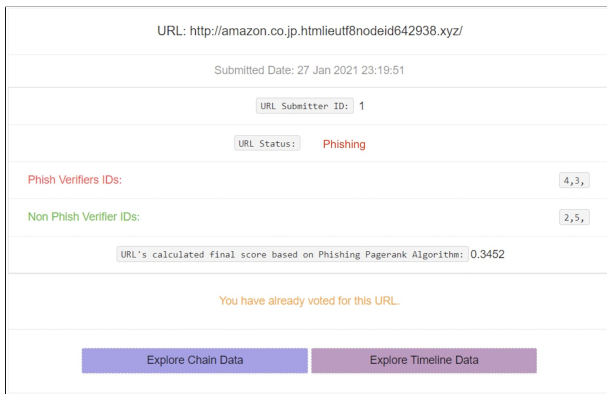 URL: http://amazon.co.jp.htmlieutf8nodeid642938.xyz/
Submitted Date: 27 Jan 2021 23:19:51
URL Submitter ID: 1
URL Status: Phishing
Phish Verifiers IDs: 4,3,
Non Phish Verifier IDs: 2,5,
URL's calculated final score based on Phishing Pagerank Algorithm: 0.3452
You have already voted for this URL.
Explore Chain Data Explore Timeline Data